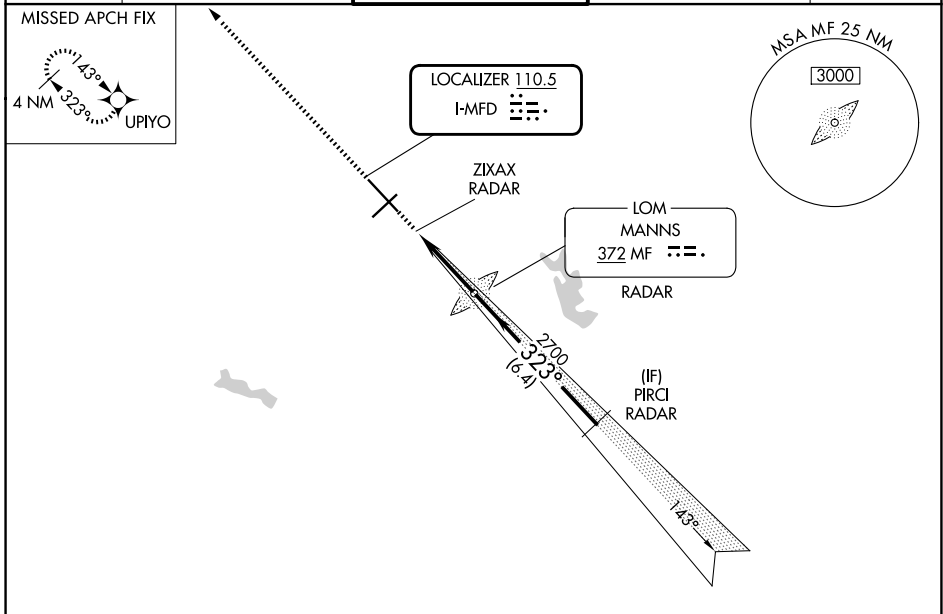 MISSED APCH FIX
143°
4 NM
323°
UPIYO
LOCALIZER 110.5
I-MFD
ZIXAX
RADAR
LOM
MANNS
372 MF
RADAR
MSA MF 25 NM
3000
2700
323°
(6.4)
(IF)
PIRCI
RADAR
143°